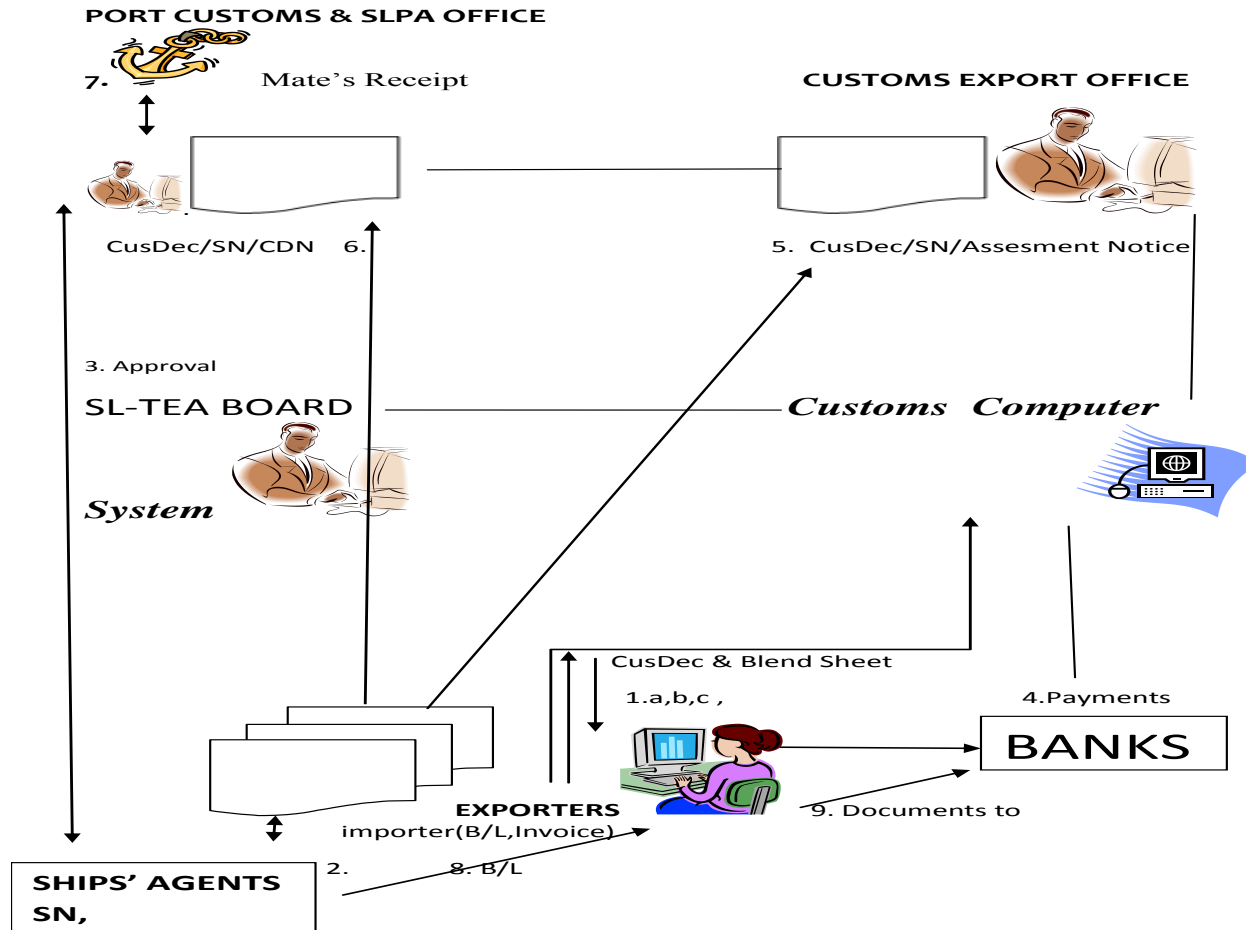 PORT CUSTOMS & SLPA OFFICE
7. Mate's Receipt
CUSTOMS EXPORT OFFICE
.
CusDec/SN/CDN 6.
5. CusDec/SN/Assesment Notice
3. Approval
SL-TEA BOARD
Customs Computer
System
CusDec & Blend Sheet
1.a,b,c ,
4.Payments
BANKS
EXPORTERS
9. Documents to
importer(B/L,Invoice)
2.
8. B/L
SHIPS' AGENTS
SN,